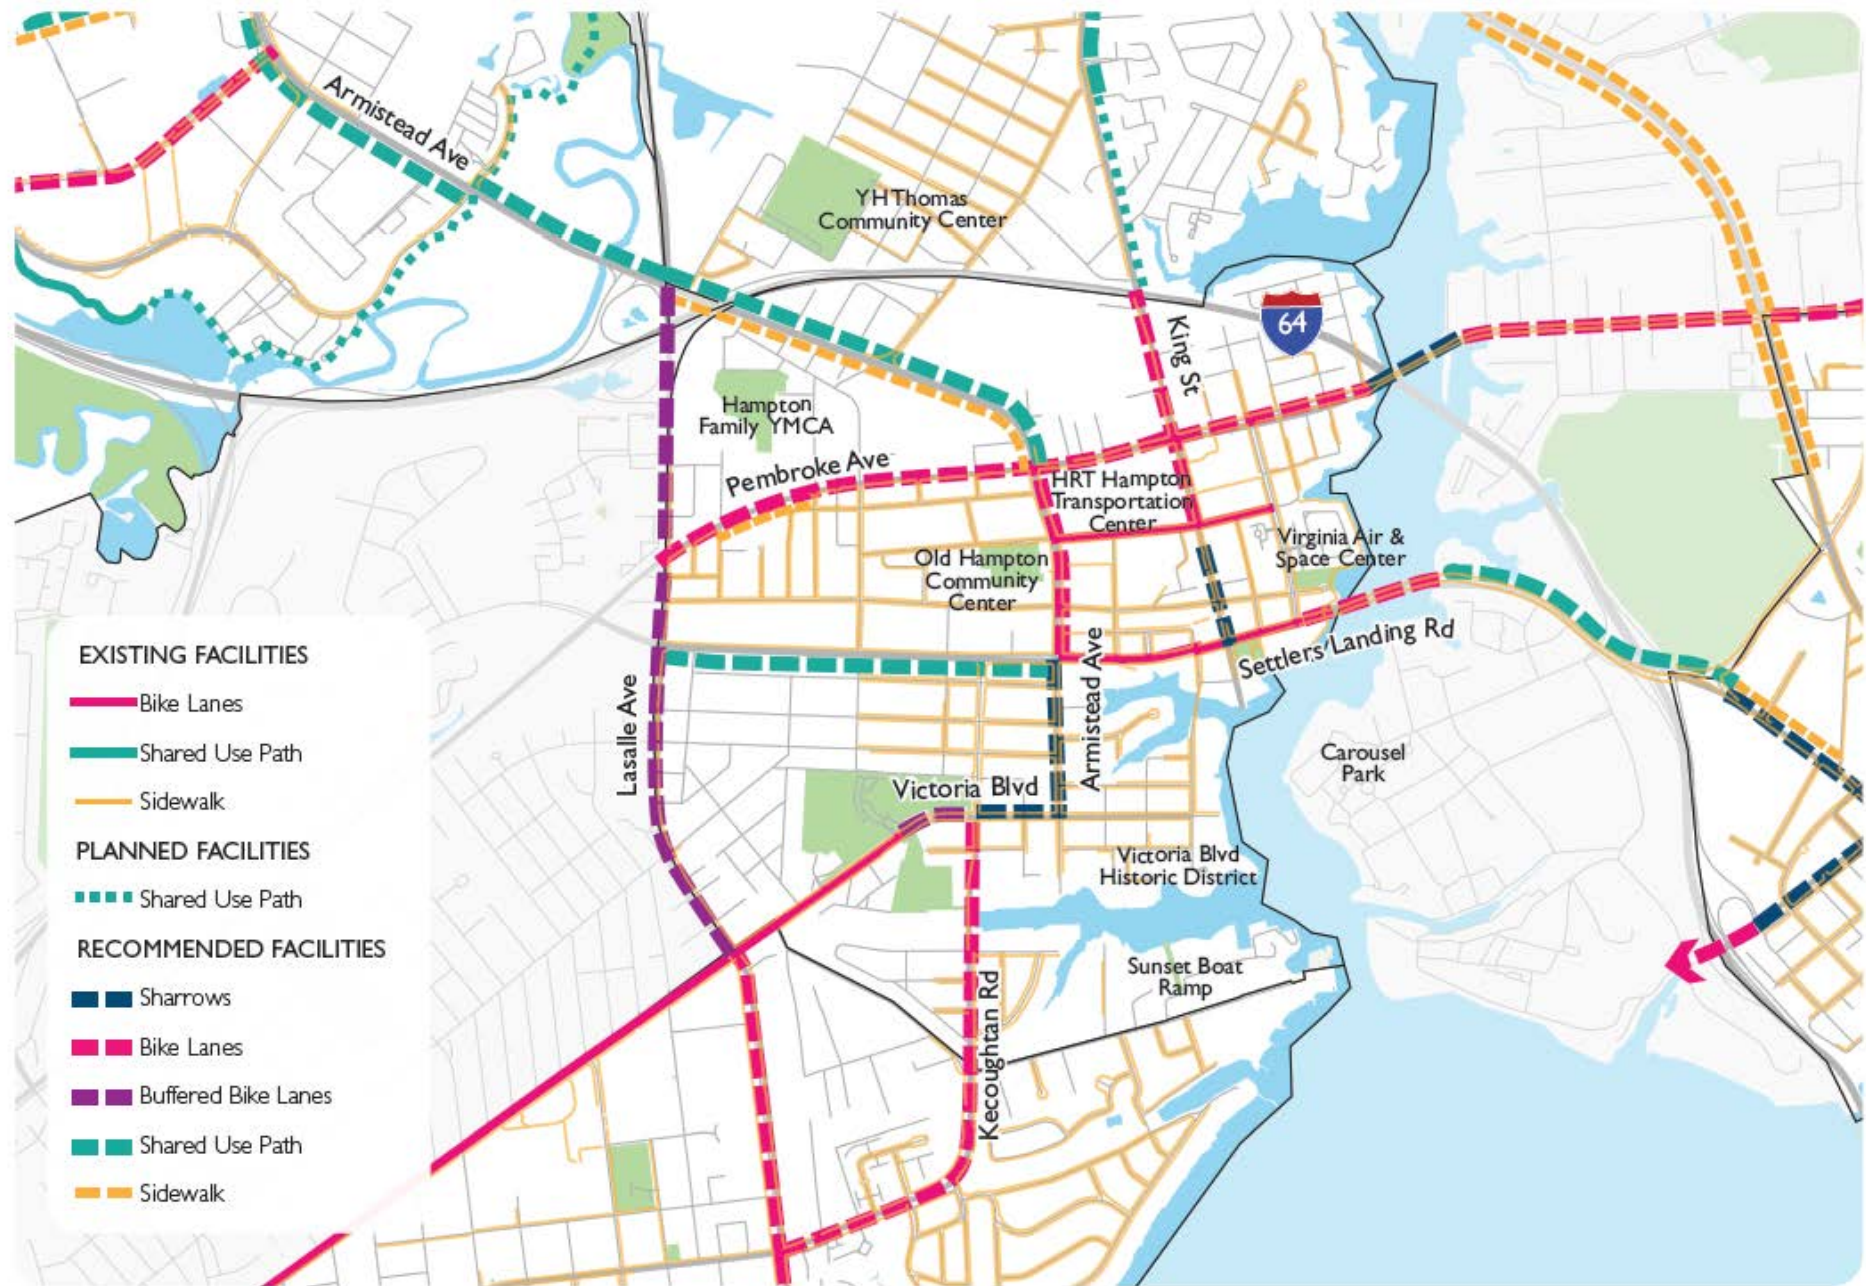 Armistead Ave
YH Thomas
Community Center
64
King St
Hampton
Family YMCA
Pembroke Ave
HRT Hampton
Transportation
Center
Virginia Air &
Space Center
Old Hampton
Community
Center
Settlers Landing Rd
Armistead Ave
Lasalle Ave
Carousel
Park
Victoria Blvd
Victoria Blvd
Historic District
Sunset Boat
Ramp
Kecoughtan Rd
EXISTING FACILITIES
Bike Lanes
Shared Use Path
Sidewalk
PLANNED FACILITIES
Shared Use Path
RECOMMENDED FACILITIES
Sharrows
Bike Lanes
Buffered Bike Lanes
Shared Use Path
Sidewalk